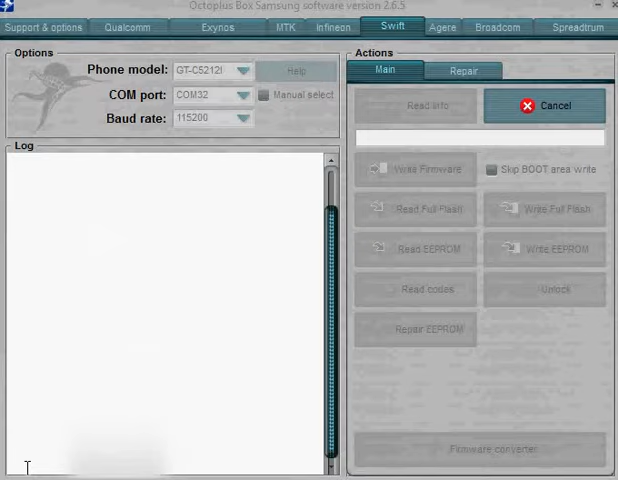 Octoplus Box Samsung software version 2.6.5
Support & options Qualcomm Exynos MTK Infineon Swift Agere Broadcom Spreadtrum
Options
Phone model: GT-C5212I Help
COM port: COM32 Manual select
Baud rate: 115200
Log
Actions
Main Repair
Read info Cancel
Write Firmware Skip BOOT area write
Read Full Flash Write Full Flash
Read EEPROM Write EEPROM
Read codes Unlock
Repair EEPROM
Firmware converter